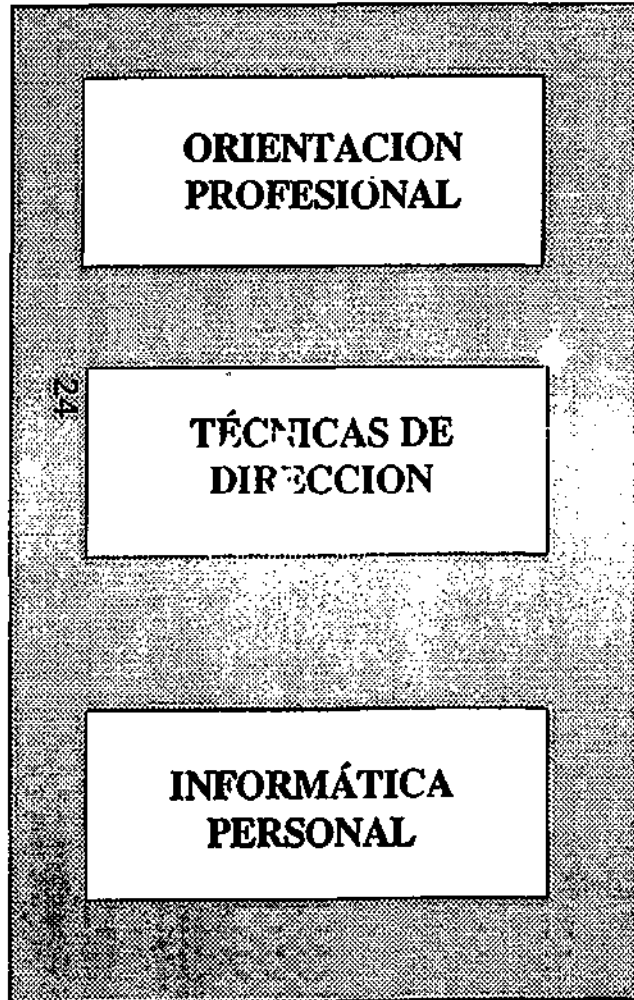 ORIENTACION
PROFESIONAL
24
TÉCNICAS DE
DIRECCION
INFORMÁTICA
PERSONAL